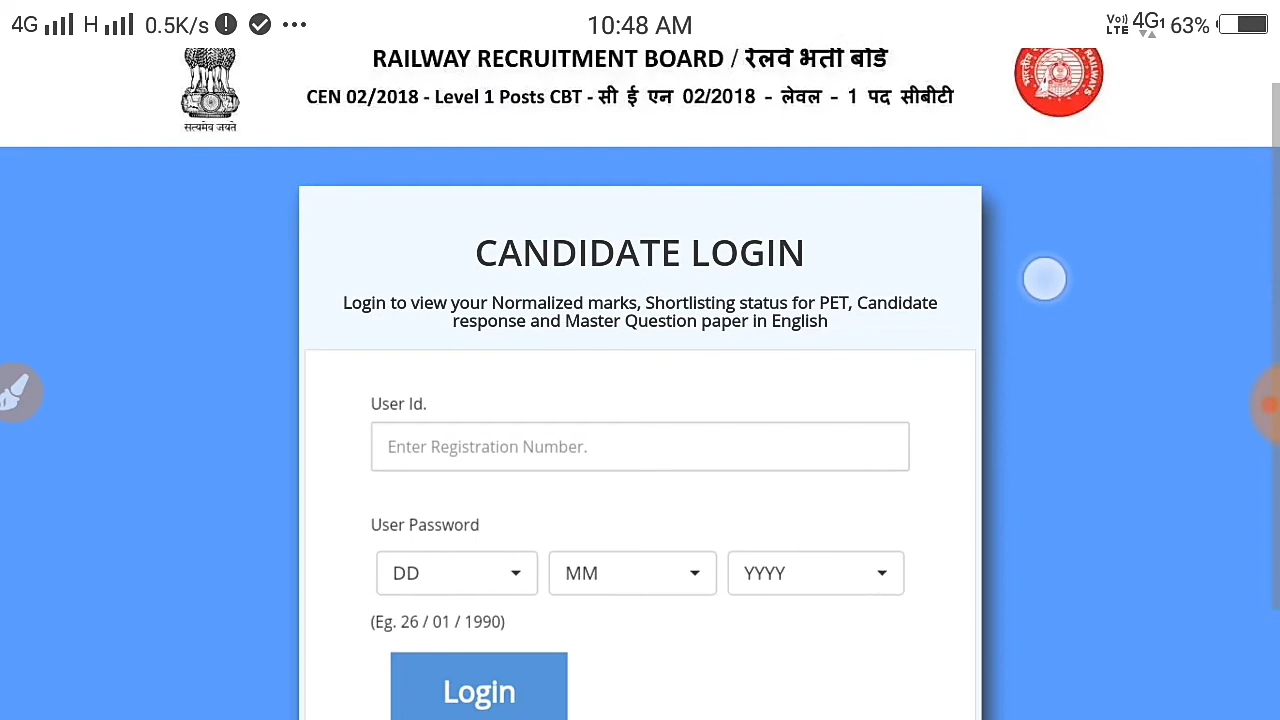 4G H 0.5K/s 10:48 AM Vo)) LTE 4G1 63%
RAILWAY RECRUITMENT BOARD / रेलवे भर्ती बोर्ड
CEN 02/2018 - Level 1 Posts CBT - सी ई एन 02/2018 - लेवल - 1 पद सीबीटी
सत्यमेव जयते
CANDIDATE LOGIN
Login to view your Normalized marks, Shortlisting status for PET, Candidate
response and Master Question paper in English
User Id.
Enter Registration Number.
User Password
DD MM YYYY
(Eg. 26 / 01 / 1990)
Login